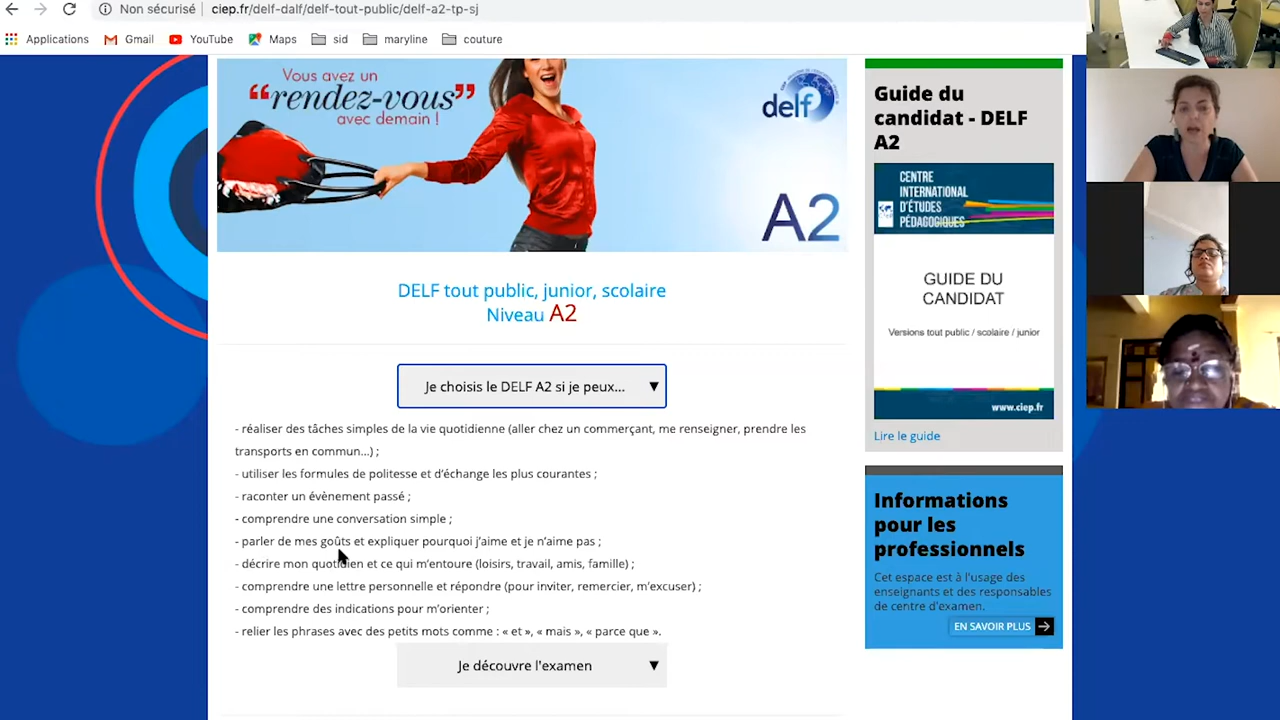 Non sécurisé
ciep.fr/delf-dalf/delf-tout-public/delf-a2-tp-sj
Applications
Gmail
YouTube
Maps
sid
maryline
couture
Vous avez un
“rendez-vous”
avec demain !
delf
A2
DELF tout public, junior, scolaire
Niveau A2
Je choisis le DELF A2 si je peux... ▼
- réaliser des tâches simples de la vie quotidienne (aller chez un commerçant, me renseigner, prendre les
transports en commun...) ;
- utiliser les formules de politesse et d’échange les plus courantes ;
- raconter un évènement passé ;
- comprendre une conversation simple ;
- parler de mes goûts et expliquer pourquoi j’aime et je n’aime pas ;
- décrire mon quotidien et ce qui m’entoure (loisirs, travail, amis, famille) ;
- comprendre une lettre personnelle et répondre (pour inviter, remercier, m’excuser) ;
- comprendre des indications pour m’orienter ;
- relier les phrases avec des petits mots comme : « et », « mais », « parce que ».
Je découvre l'examen ▼
Guide du
candidat - DELF
A2
CENTRE
INTERNATIONAL
D’ÉTUDES
PÉDAGOGIQUES
GUIDE DU
CANDIDAT
Versions tout public / scolaire / junior
www.ciep.fr
Lire le guide
Informations
pour les
professionnels
Cet espace est à l'usage des
enseignants et des responsables
de centre d'examen.
EN SAVOIR PLUS →